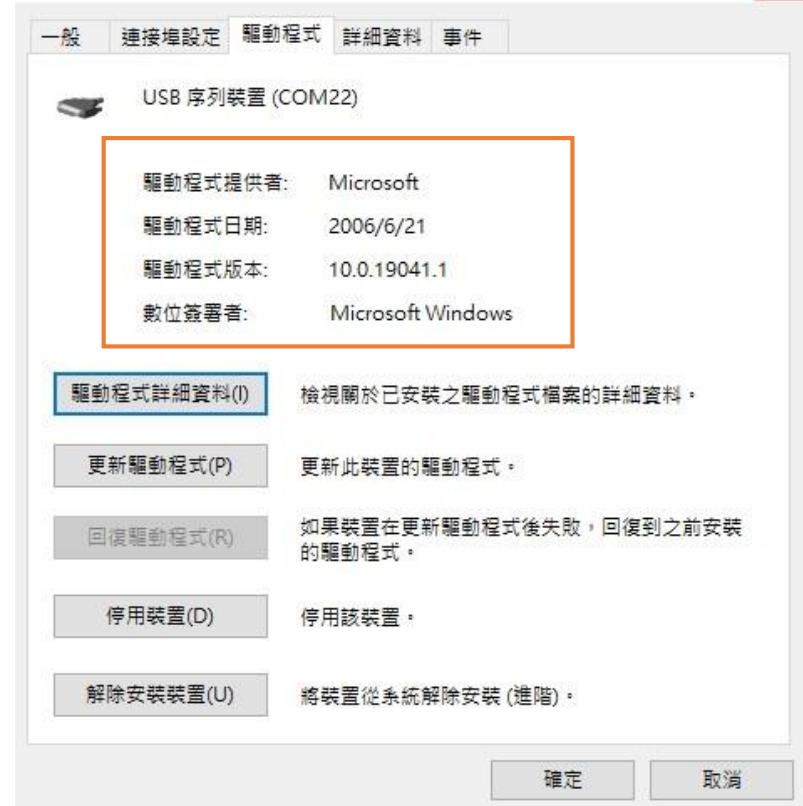 一般 連接埠設定 驅動程式 詳細資料 事件
USB 序列裝置 (COM22)
驅動程式提供者: Microsoft
驅動程式日期: 2006/6/21
驅動程式版本: 10.0.19041.1
數位簽署者: Microsoft Windows
驅動程式詳細資料(I) 檢視關於已安裝之驅動程式檔案的詳細資料。
更新驅動程式(P) 更新此裝置的驅動程式。
回復驅動程式(R) 如果裝置在更新驅動程式後失敗，回復到之前安裝
的驅動程式。
停用裝置(D) 停用該裝置。
解除安裝裝置(U) 將裝置從系統解除安裝 (進階)。
確定 取消